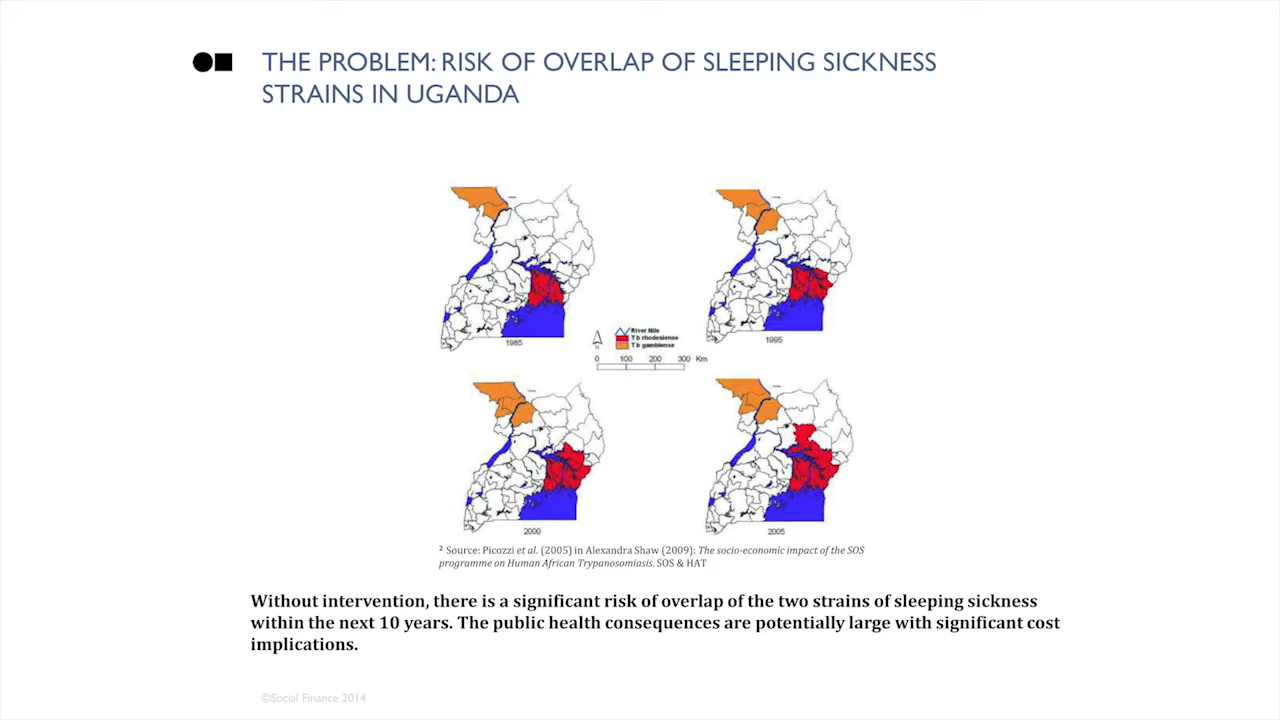 THE PROBLEM: RISK OF OVERLAP OF SLEEPING SICKNESS
STRAINS IN UGANDA
1985
1995
River Nile
T b rhodesiense
T b gambiense
N
0 100 200 300 Km
2000
2005
² Source: Picozzi et al. (2005) in Alexandra Shaw (2009): The socio-economic impact of the SOS
programme on Human African Trypanosomiasis. SOS & HAT
Without intervention, there is a significant risk of overlap of the two strains of sleeping sickness
within the next 10 years. The public health consequences are potentially large with significant cost
implications.
©Social Finance 2014